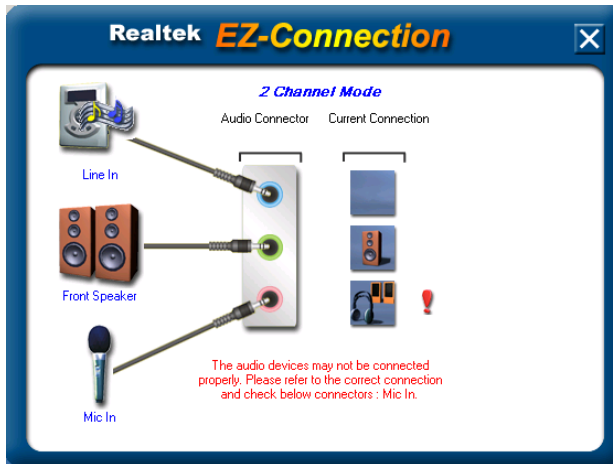 Realtek EZ-Connection
2 Channel Mode
Audio Connector Current Connection
Line In
Front Speaker
Mic In
The audio devices may not be connected
properly. Please refer to the correct connection
and check below connectors : Mic In.